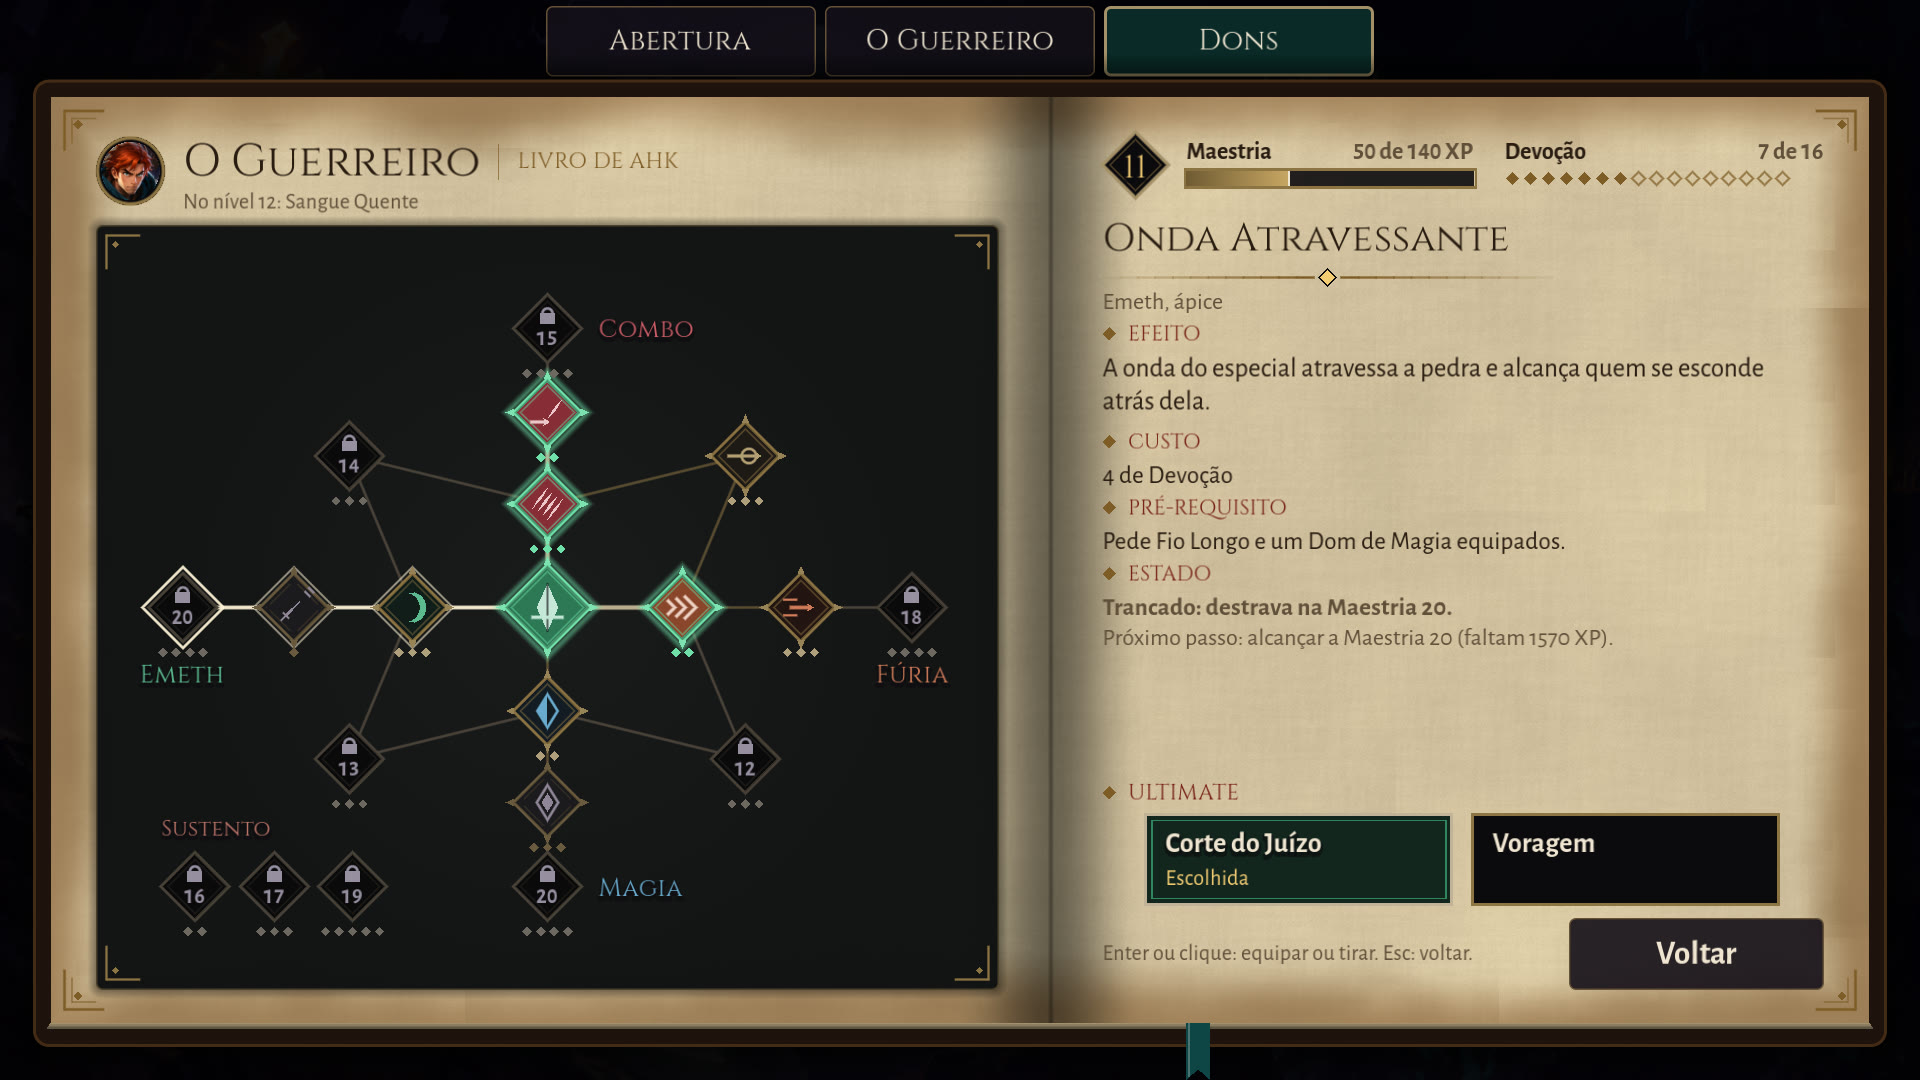 Abertura
O Guerreiro
Dons
O Guerreiro
Livro de Ahk
No nível 12: Sangue Quente
11
Maestria
50 de 140 XP
Devoção
7 de 16
Onda Atravessante
Emeth, ápice
Efeito
A onda do especial atravessa a pedra e alcança quem se esconde
atrás dela.
Custo
4 de Devoção
Pré-requisito
Pede Fio Longo e um Dom de Magia equipados.
Estado
Trancado: destrava na Maestria 20.
Próximo passo: alcançar a Maestria 20 (faltam 1570 XP).
15
Combo
14
20
Emeth
18
Fúria
13
12
Sustento
16
17
19
20
Magia
Ultimate
Corte do Juízo
Escolhida
Voragem
Enter ou clique: equipar ou tirar. Esc: voltar.
Voltar